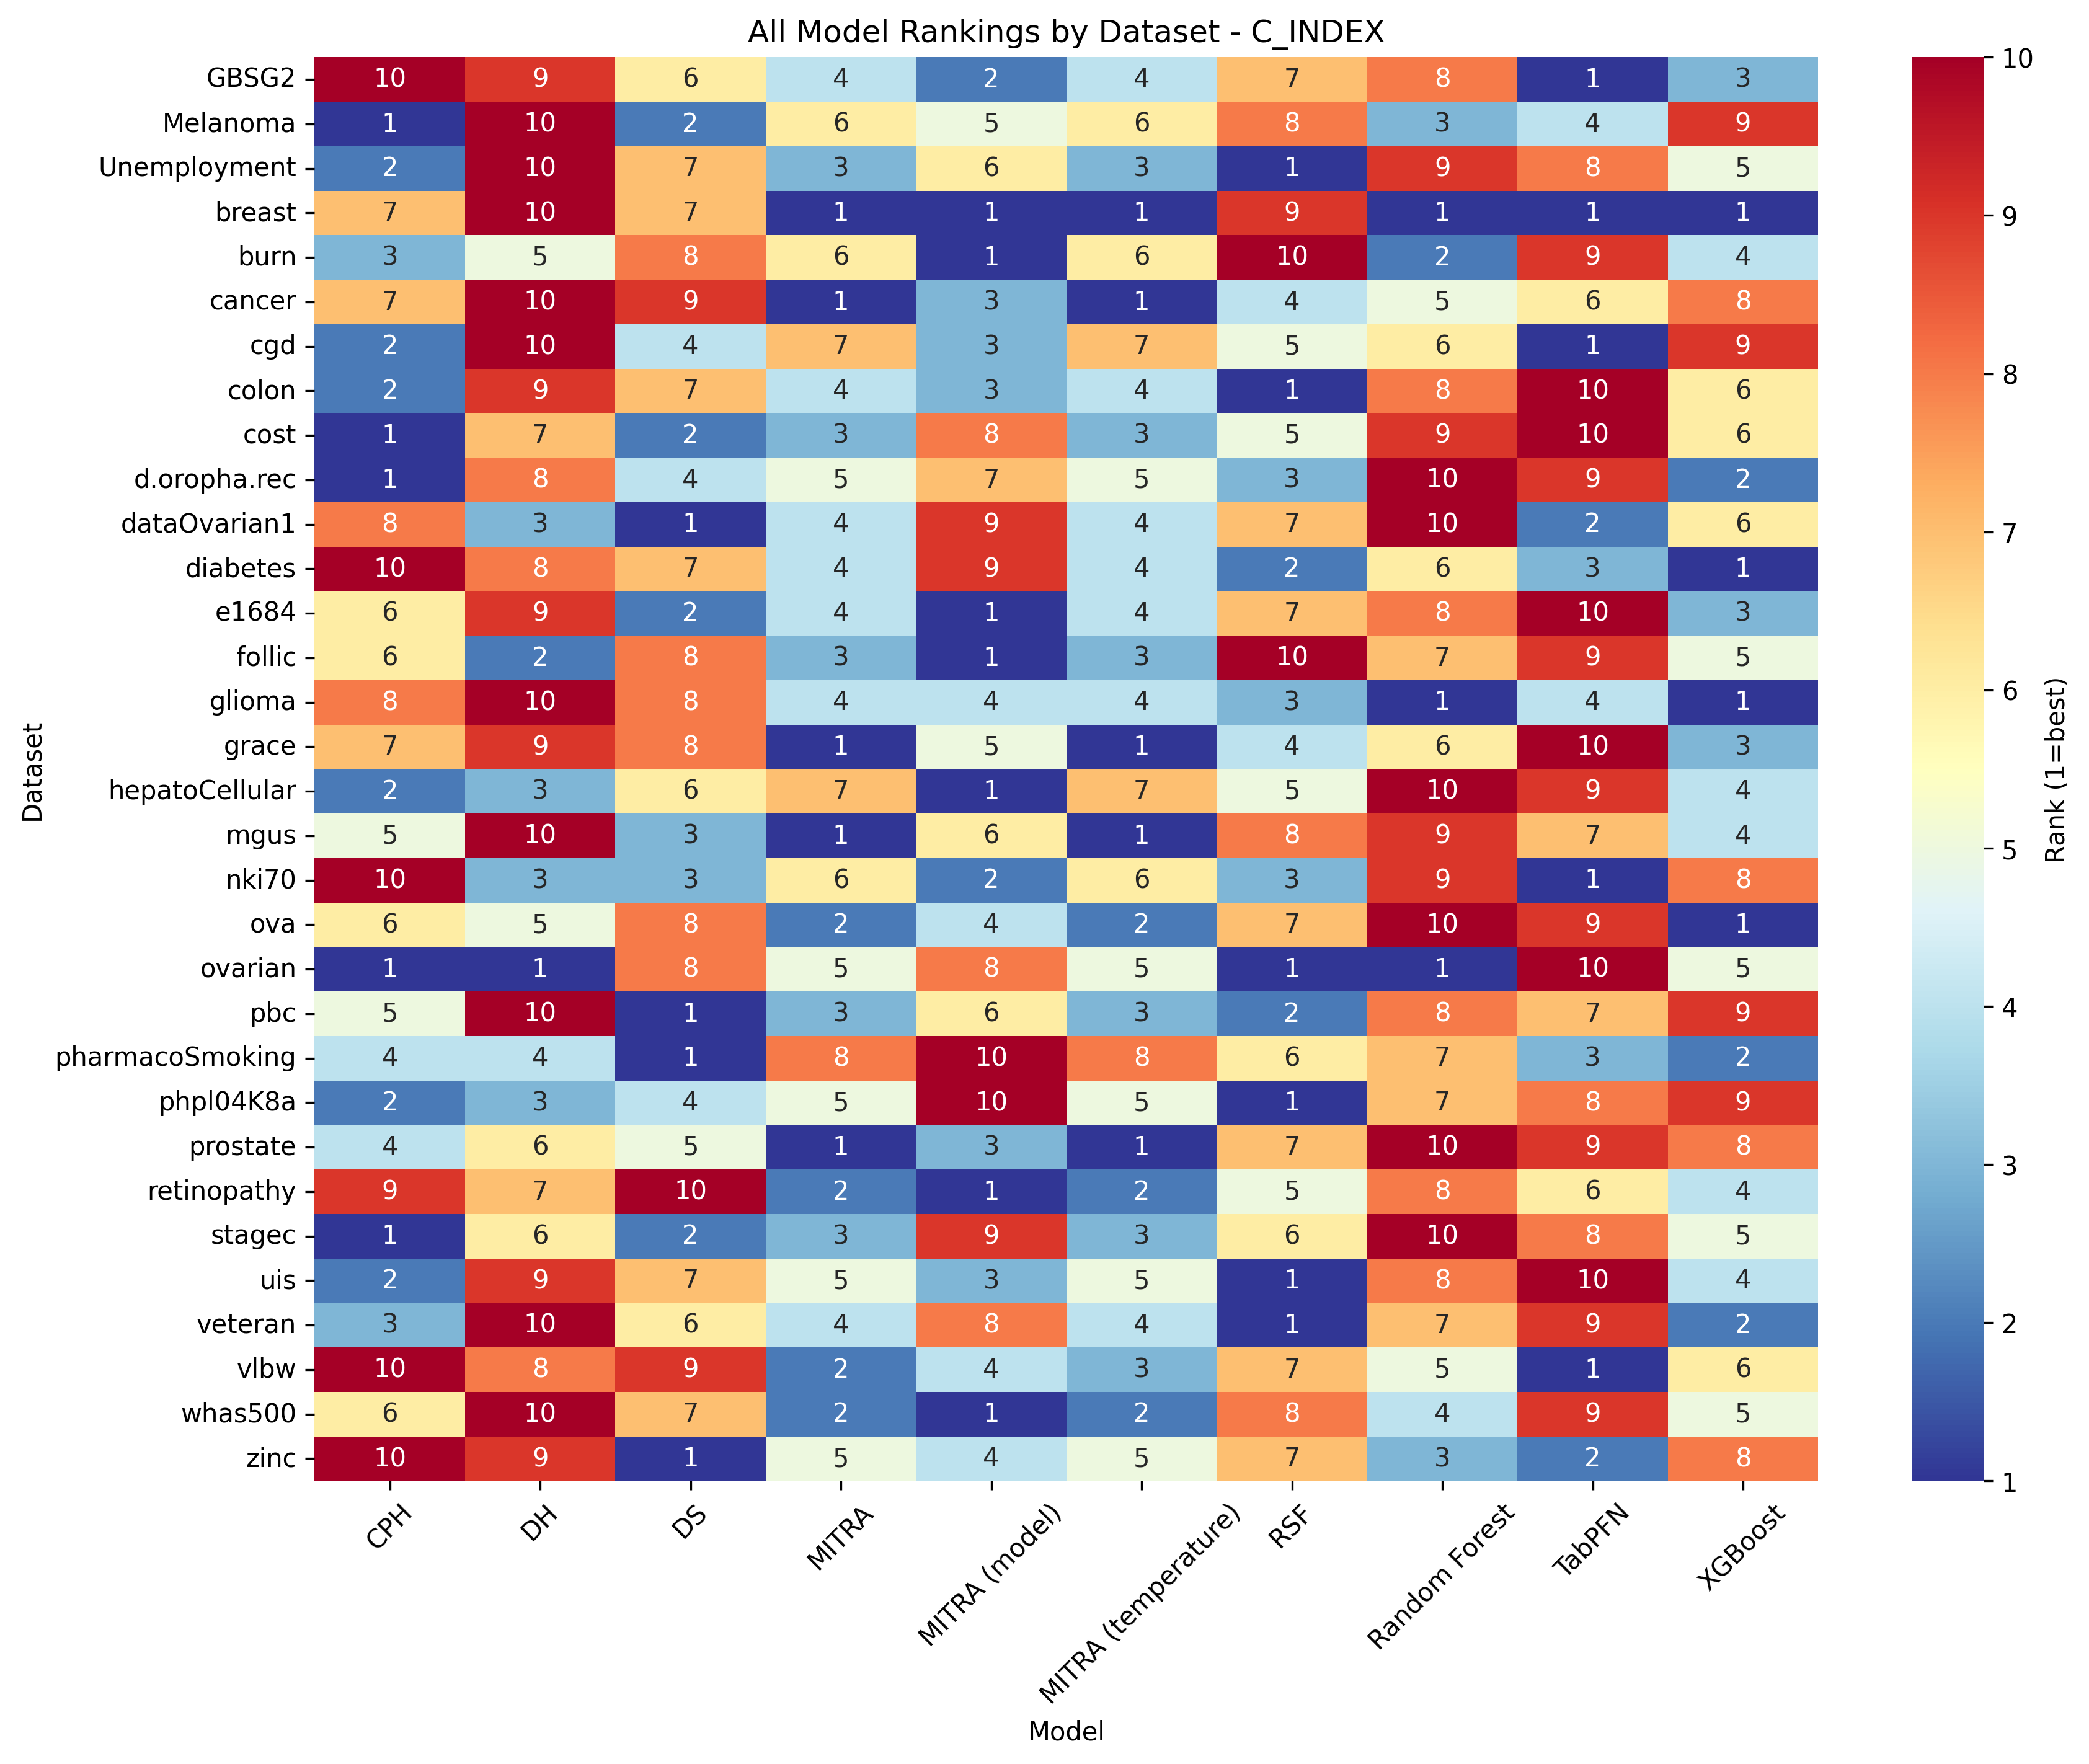 All Model Rankings by Dataset - C_INDEX
GBSG2 10 9 6 4 2 4 7 8 1 3
Melanoma 1 10 2 6 5 6 8 3 4 9
Unemployment 2 10 7 3 6 3 1 9 8 5
breast 7 10 7 1 1 1 9 1 1 1
burn 3 5 8 6 1 6 10 2 9 4
cancer 7 10 9 1 3 1 4 5 6 8
cgd 2 10 4 7 3 7 5 6 1 9
colon 2 9 7 4 3 4 1 8 10 6
cost 1 7 2 3 8 3 5 9 10 6
d.oropha.rec 1 8 4 5 7 5 3 10 9 2
dataOvarian1 8 3 1 4 9 4 7 10 2 6
diabetes 10 8 7 4 9 4 2 6 3 1
e1684 6 9 2 4 1 4 7 8 10 3
follic 6 2 8 3 1 3 10 7 9 5
glioma 8 10 8 4 4 4 3 1 4 1
grace 7 9 8 1 5 1 4 6 10 3
hepatoCellular 2 3 6 7 1 7 5 10 9 4
mgus 5 10 3 1 6 1 8 9 7 4
nki70 10 3 3 6 2 6 3 9 1 8
ova 6 5 8 2 4 2 7 10 9 1
ovarian 1 1 8 5 8 5 1 1 10 5
pbc 5 10 1 3 6 3 2 8 7 9
pharmacoSmoking 4 4 1 8 10 8 6 7 3 2
phpl04K8a 2 3 4 5 10 5 1 7 8 9
prostate 4 6 5 1 3 1 7 10 9 8
retinopathy 9 7 10 2 1 2 5 8 6 4
stagec 1 6 2 3 9 3 6 10 8 5
uis 2 9 7 5 3 5 1 8 10 4
veteran 3 10 6 4 8 4 1 7 9 2
vlbw 10 8 9 2 4 3 7 5 1 6
whas500 6 10 7 2 1 2 8 4 9 5
zinc 10 9 1 5 4 5 7 3 2 8
CPH DH DS MITRA MITRA (model) MITRA (temperature) RSF Random Forest TabPFN XGBoost
Model
Dataset
10
9
8
7
6
5
4
3
2
1
Rank (1=best)